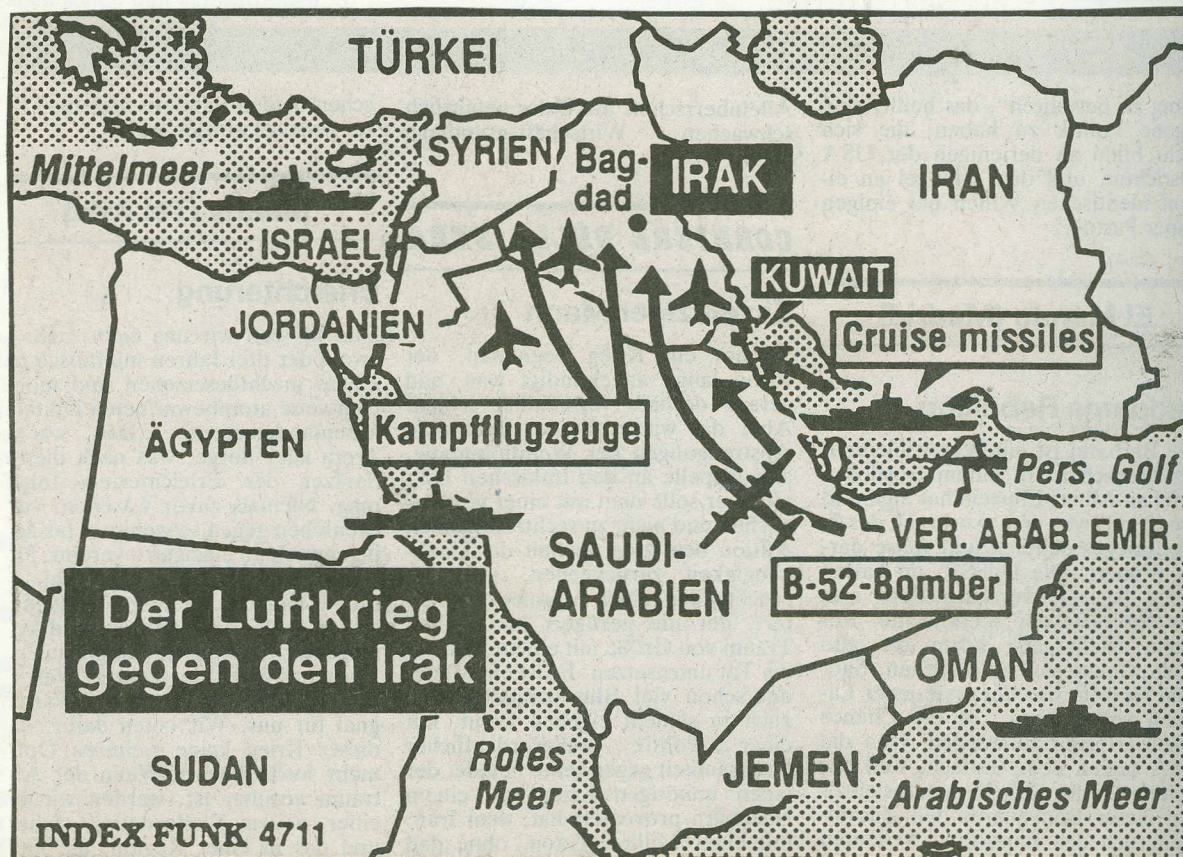 TÜRKEI
Mittelmeer
SYRIEN
Bag-
dad
IRAK
IRAN
ISRAEL
KUWAIT
JORDANIEN
Cruise missiles
ÄGYPTEN
Kampfflugzeuge
Pers. Golf
SAUDI-
ARABIEN
VER. ARAB. EMIR.
B-52-Bomber
Der Luftkrieg
gegen den Irak
OMAN
SUDAN
Rotes
Meer
JEMEN
Arabisches Meer
INDEX FUNK 4711